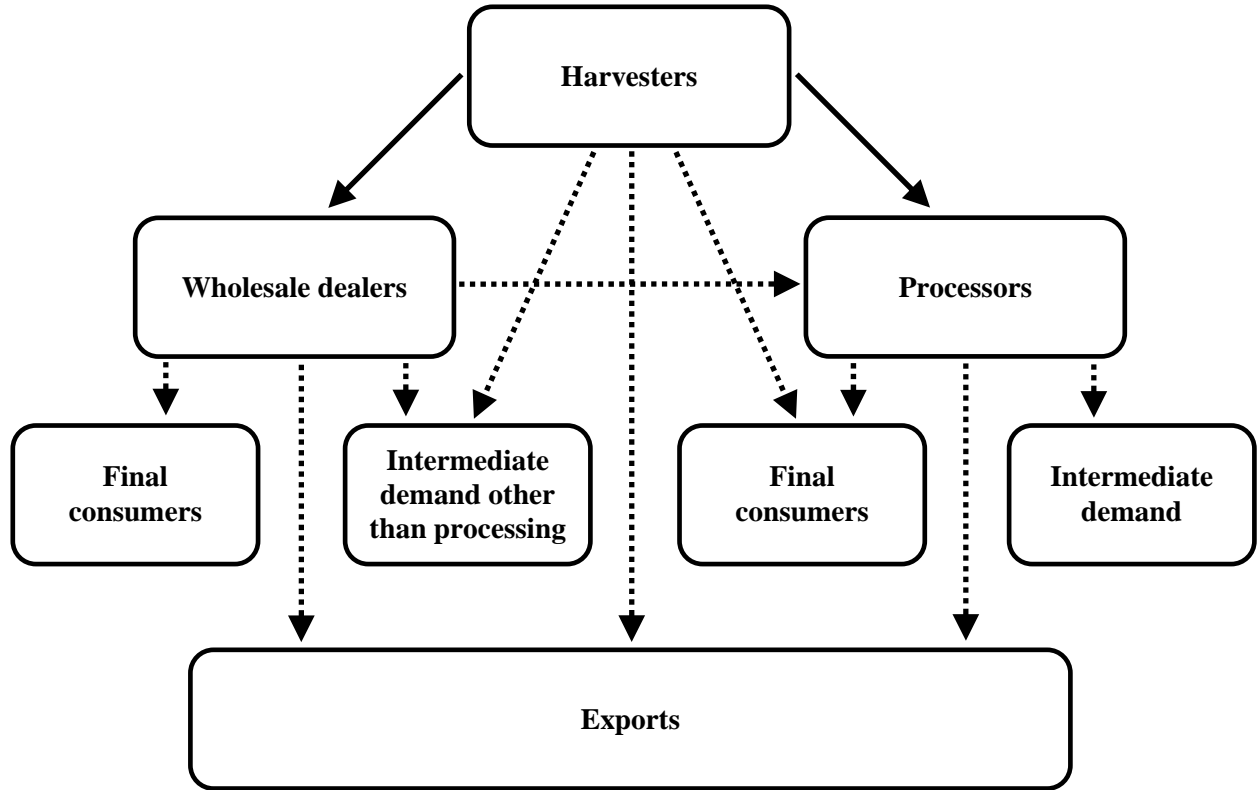 Harvesters
Wholesale dealers
Processors
Final
consumers
Intermediate
demand other
than processing
Final
consumers
Intermediate
demand
Exports